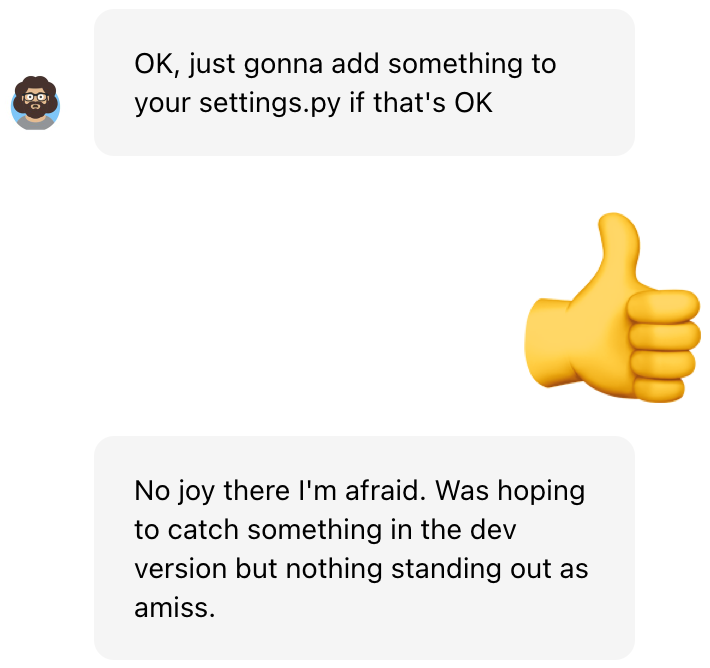 OK, just gonna add something to
your settings.py if that's OK
No joy there I'm afraid. Was hoping
to catch something in the dev
version but nothing standing out as
amiss.